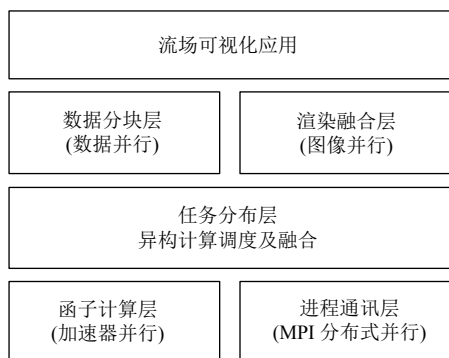 流场可视化应用
数据分块层
(数据并行)
渲染融合层
(图像并行)
任务分布层
异构计算调度及融合
函子计算层
(加速器并行)
进程通讯层
(MPI 分布式并行)